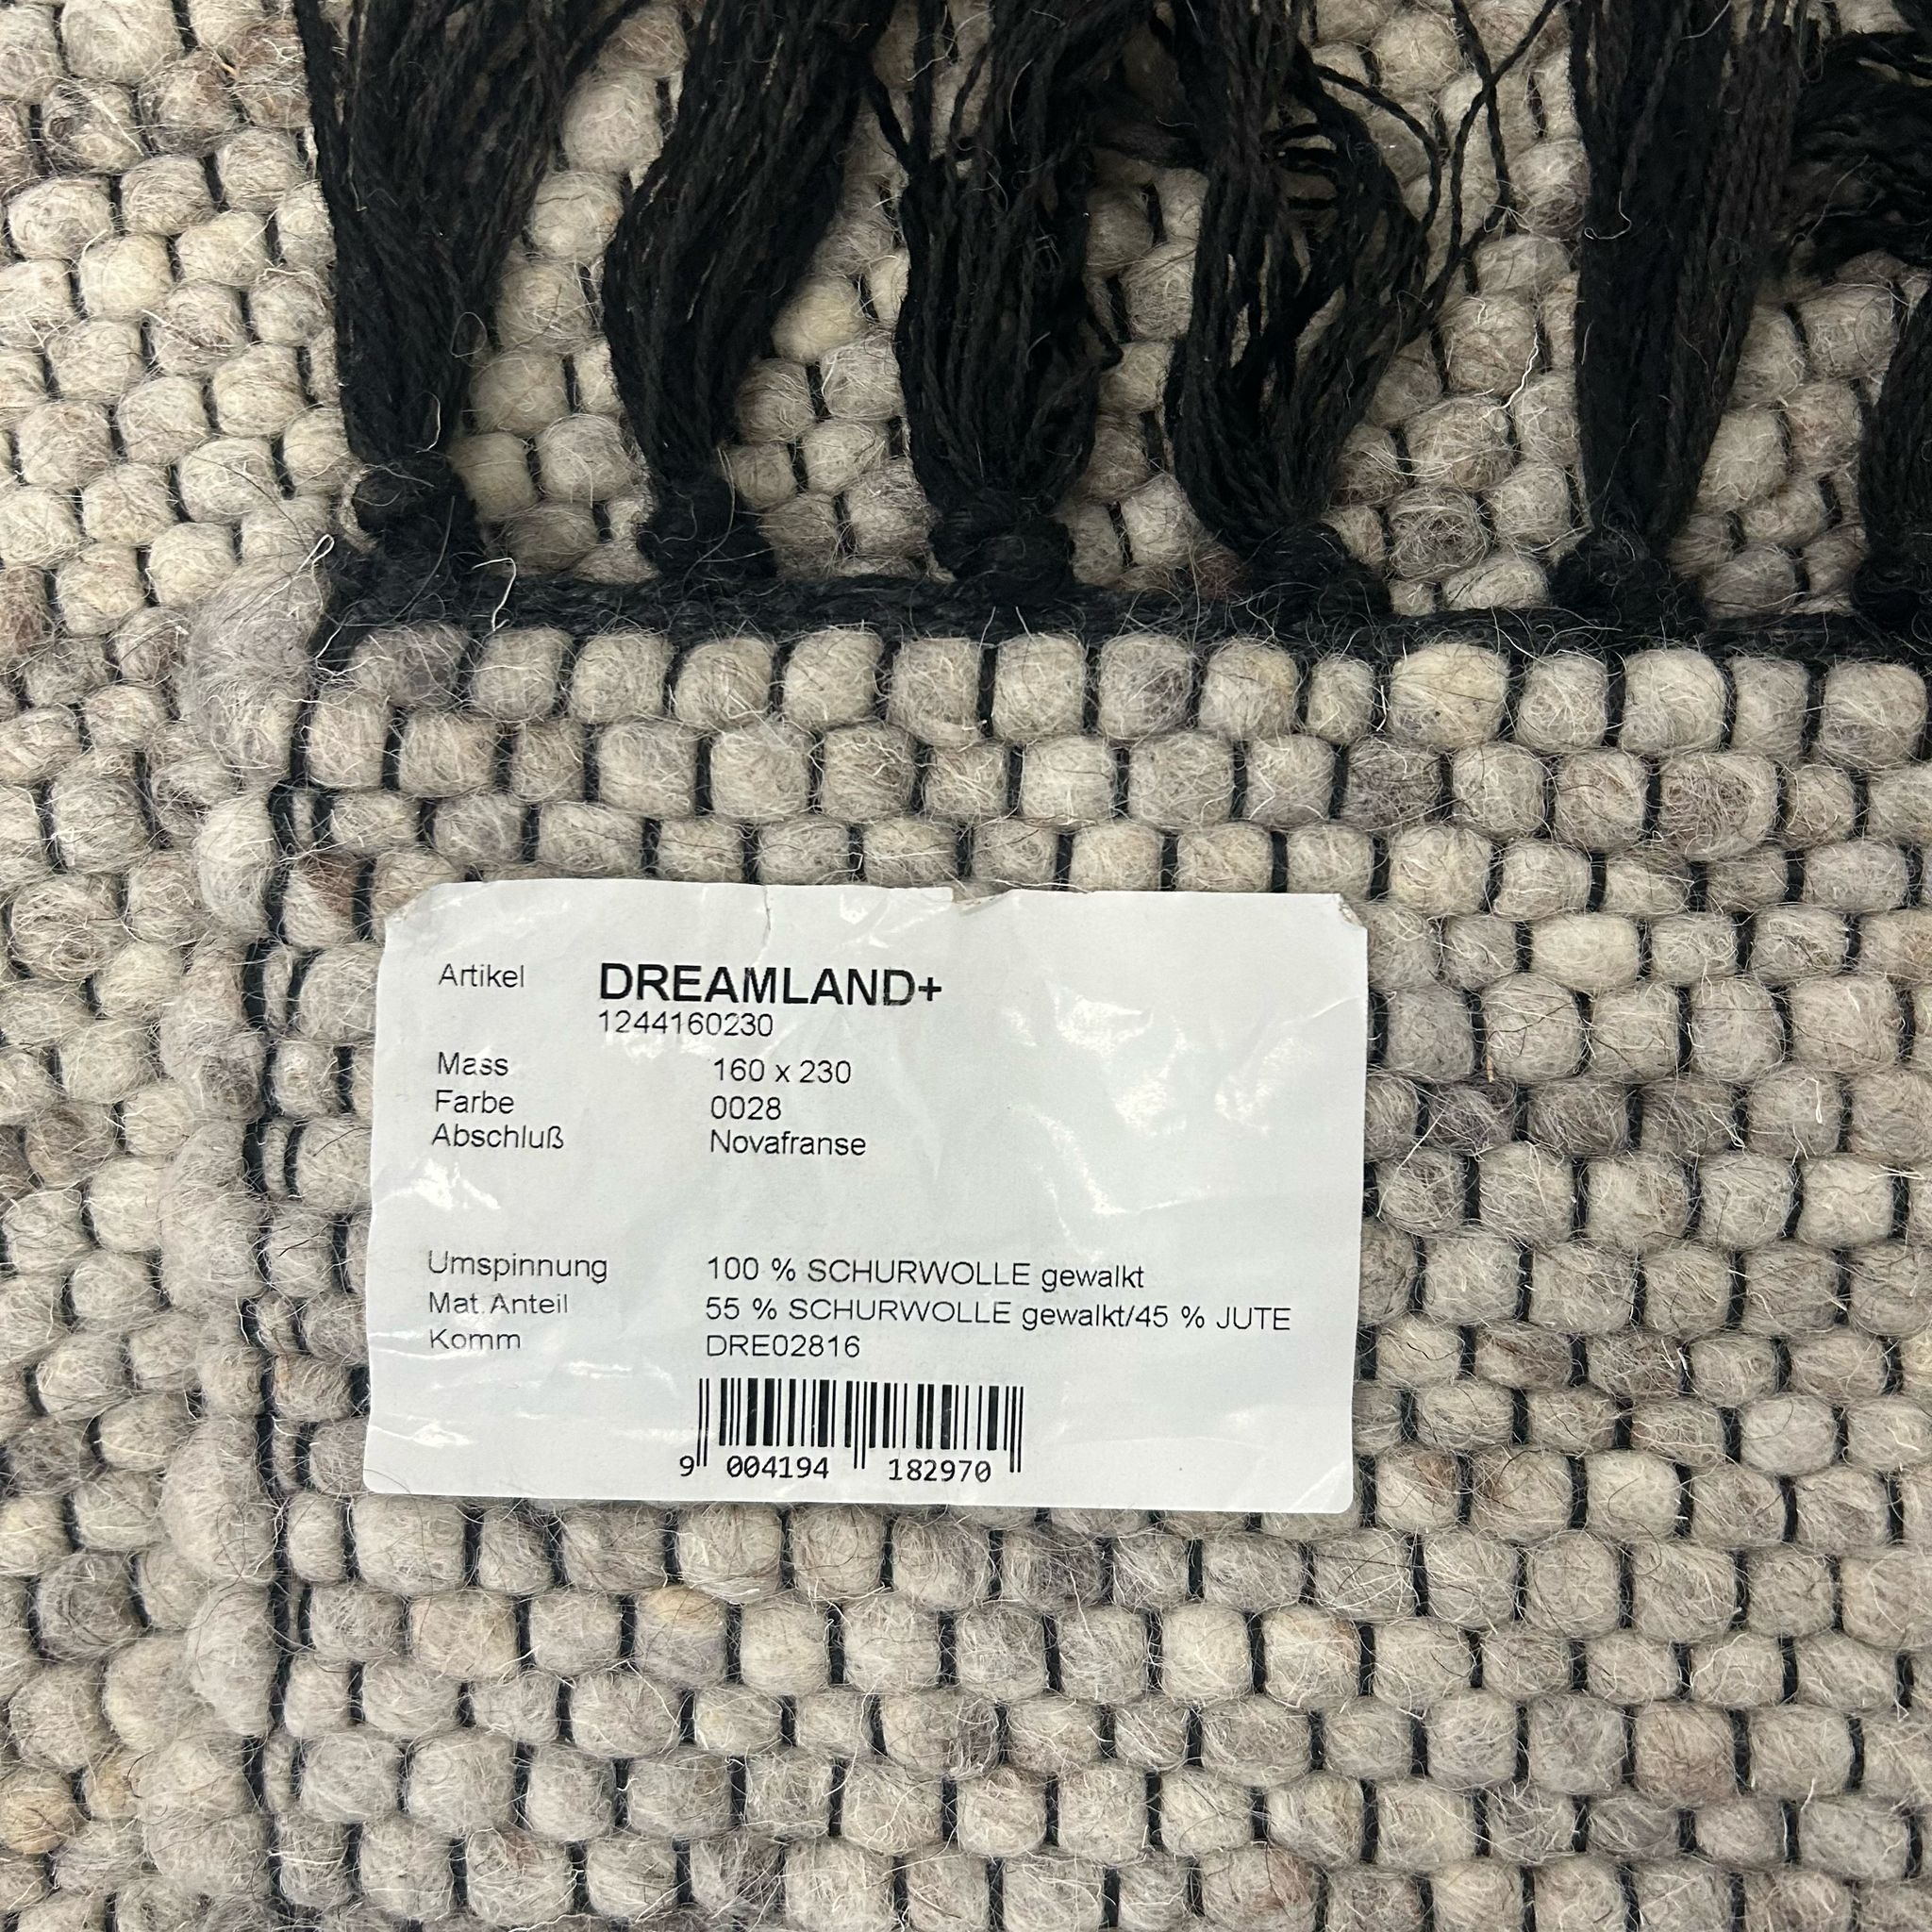 Artikel DREAMLAND+
1244160230
Mass 160 x 230
Farbe 0028
Abschluß Novafranse
Umspinnung 100 % SCHURWOLLE gewalkt
Mat.Anteil 55 % SCHURWOLLE gewalkt/45 % JUTE
Komm DRE02816
9 004194 182970